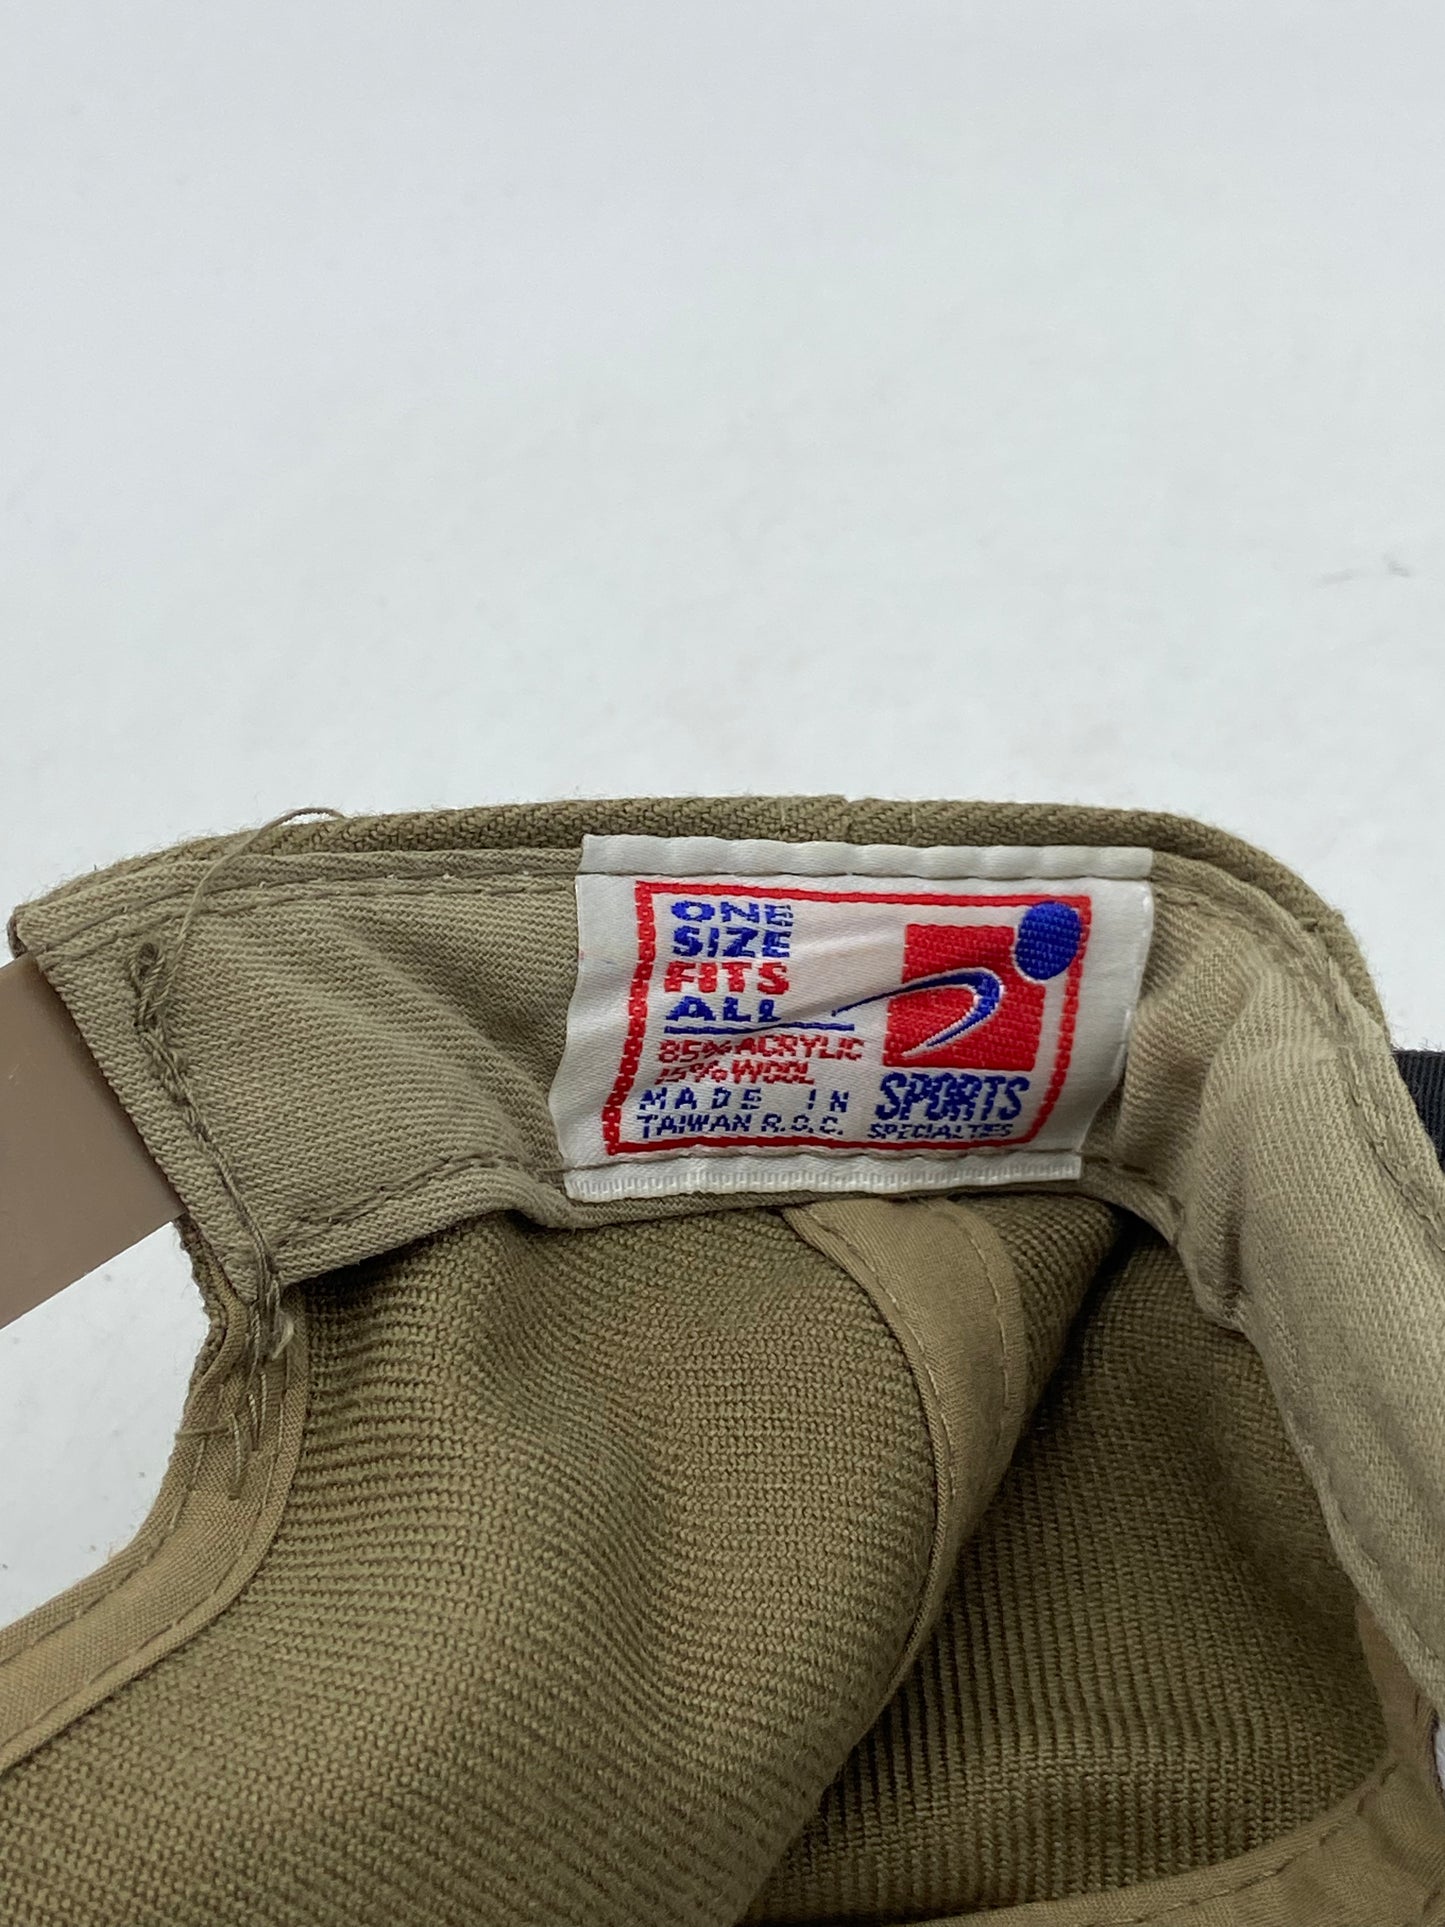 ONE
SIZE
FITS
ALL
85% ACRYLIC
15% WOOL
MADE IN
TAIWAN R.O.C.
SPORTS
SPECIALTIES